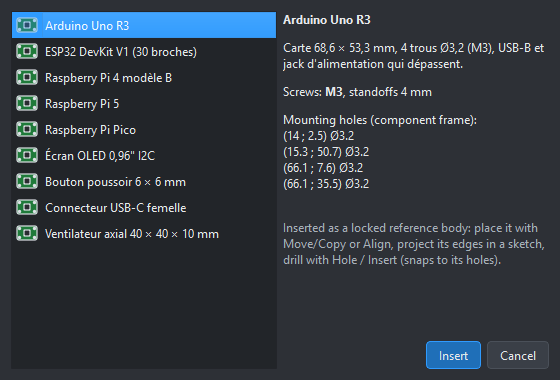 Arduino Uno R3
ESP32 DevKit V1 (30 broches)
Raspberry Pi 4 modèle B
Raspberry Pi 5
Raspberry Pi Pico
Écran OLED 0,96" I2C
Bouton poussoir 6 × 6 mm
Connecteur USB-C femelle
Ventilateur axial 40 × 40 × 10 mm
Arduino Uno R3
Carte 68,6 × 53,3 mm, 4 trous Ø3,2 (M3), USB-B et
jack d'alimentation qui dépassent.
Screws: M3, standoffs 4 mm
Mounting holes (component frame):
(14 ; 2.5) Ø3.2
(15.3 ; 50.7) Ø3.2
(66.1 ; 7.6) Ø3.2
(66.1 ; 35.5) Ø3.2
Inserted as a locked reference body: place it with
Move/Copy or Align, project its edges in a sketch,
drill with Hole / Insert (snaps to its holes).
Insert
Cancel